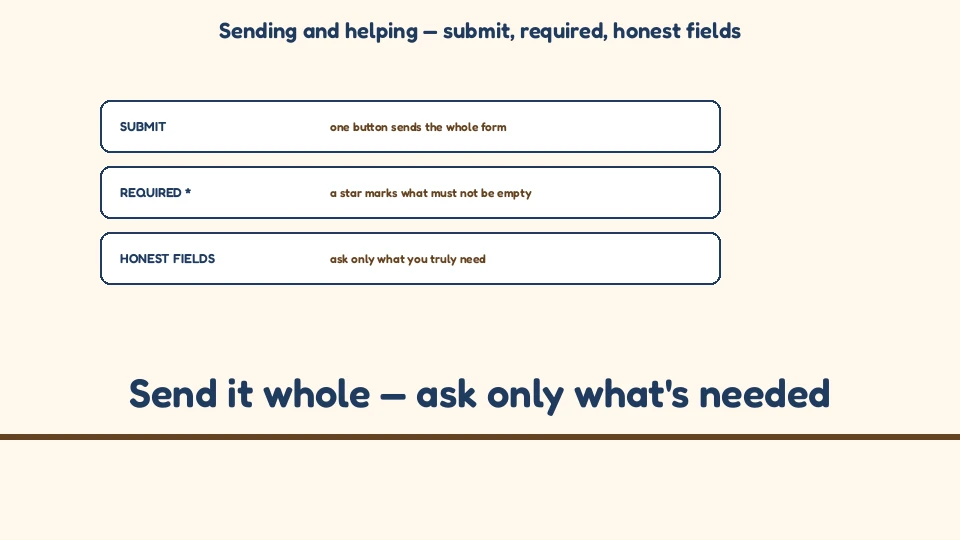 Sending and helping — submit, required, honest fields
SUBMIT one button sends the whole form
REQUIRED * a star marks what must not be empty
HONEST FIELDS ask only what you truly need
Send it whole — ask only what's needed